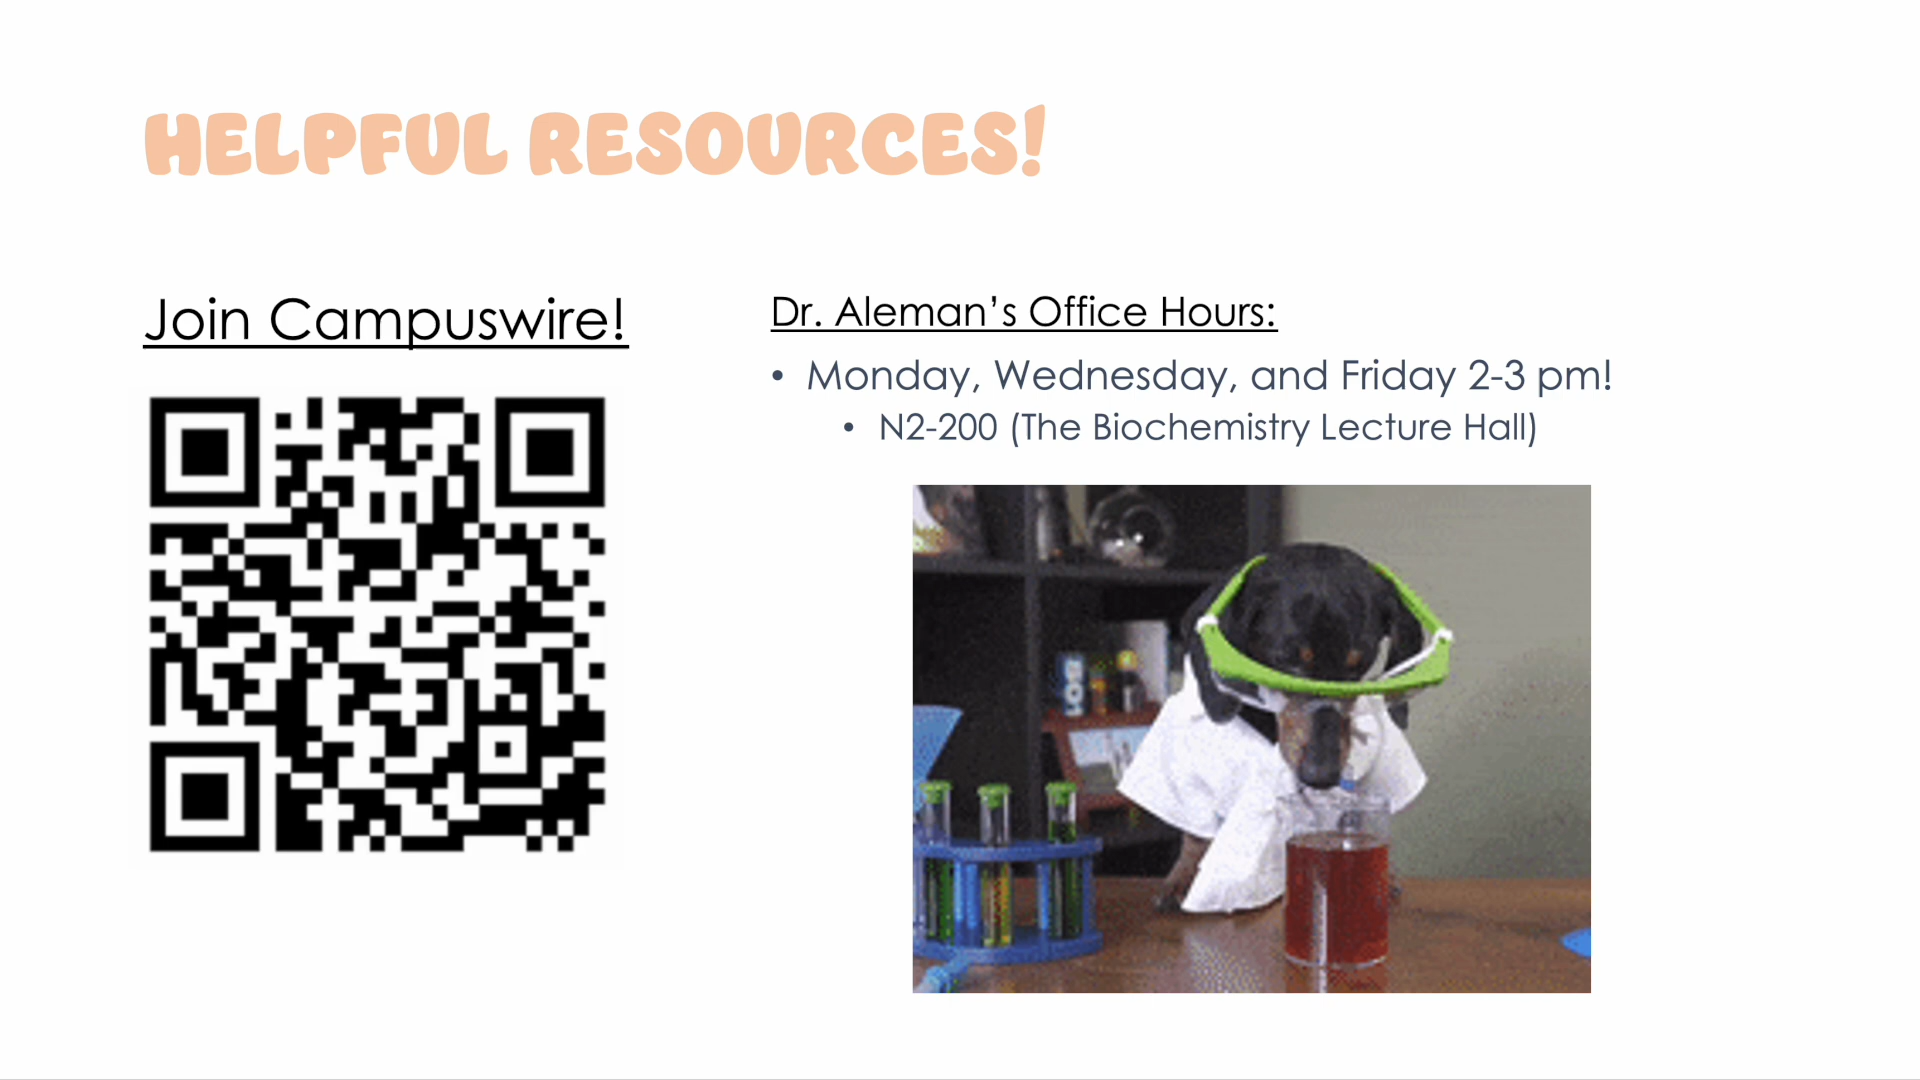 HELPFUL RESOURCES!
Join Campuswire!
Dr. Aleman’s Office Hours:
• Monday, Wednesday, and Friday 2-3 pm!
• N2-200 (The Biochemistry Lecture Hall)